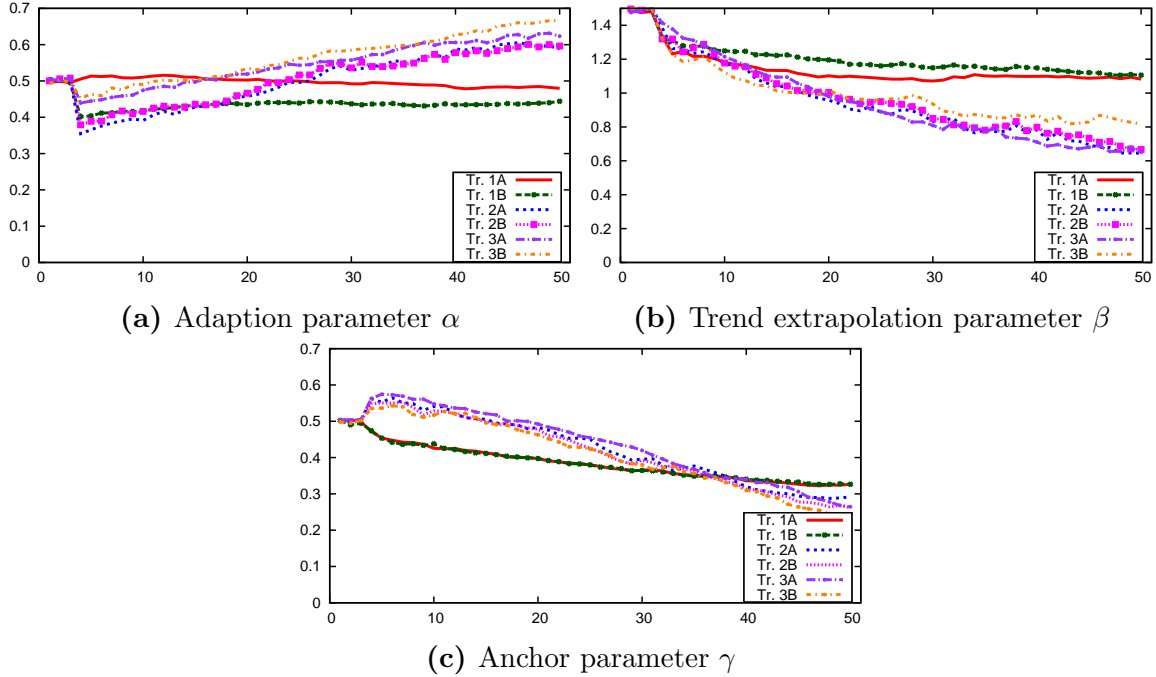 0.7
0.6
0.5
0.4
0.3
0.2
0.1
0
0 10 20 30 40 50
Tr. 1A
Tr. 1B
Tr. 2A
Tr. 2B
Tr. 3A
Tr. 3B
(a) Adaption parameter α
1.4
1.2
1
0.8
0.6
0.4
0.2
0
0 10 20 30 40 50
Tr. 1A
Tr. 1B
Tr. 2A
Tr. 2B
Tr. 3A
Tr. 3B
(b) Trend extrapolation parameter β
0.7
0.6
0.5
0.4
0.3
0.2
0.1
0
0 10 20 30 40 50
Tr. 1A
Tr. 1B
Tr. 2A
Tr. 2B
Tr. 3A
Tr. 3B
(c) Anchor parameter γ